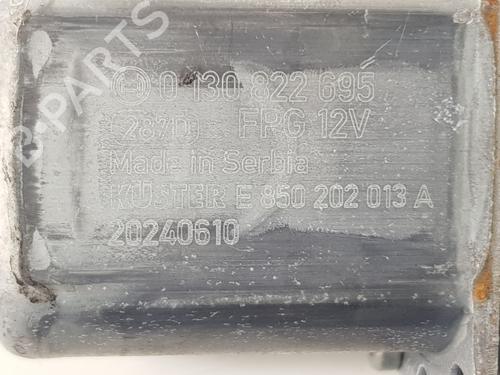 B-PARTS
0 130 822 695
(287D) FPG 12V
Made in Serbia
KÜSTER E 850 202 013 A
20240610